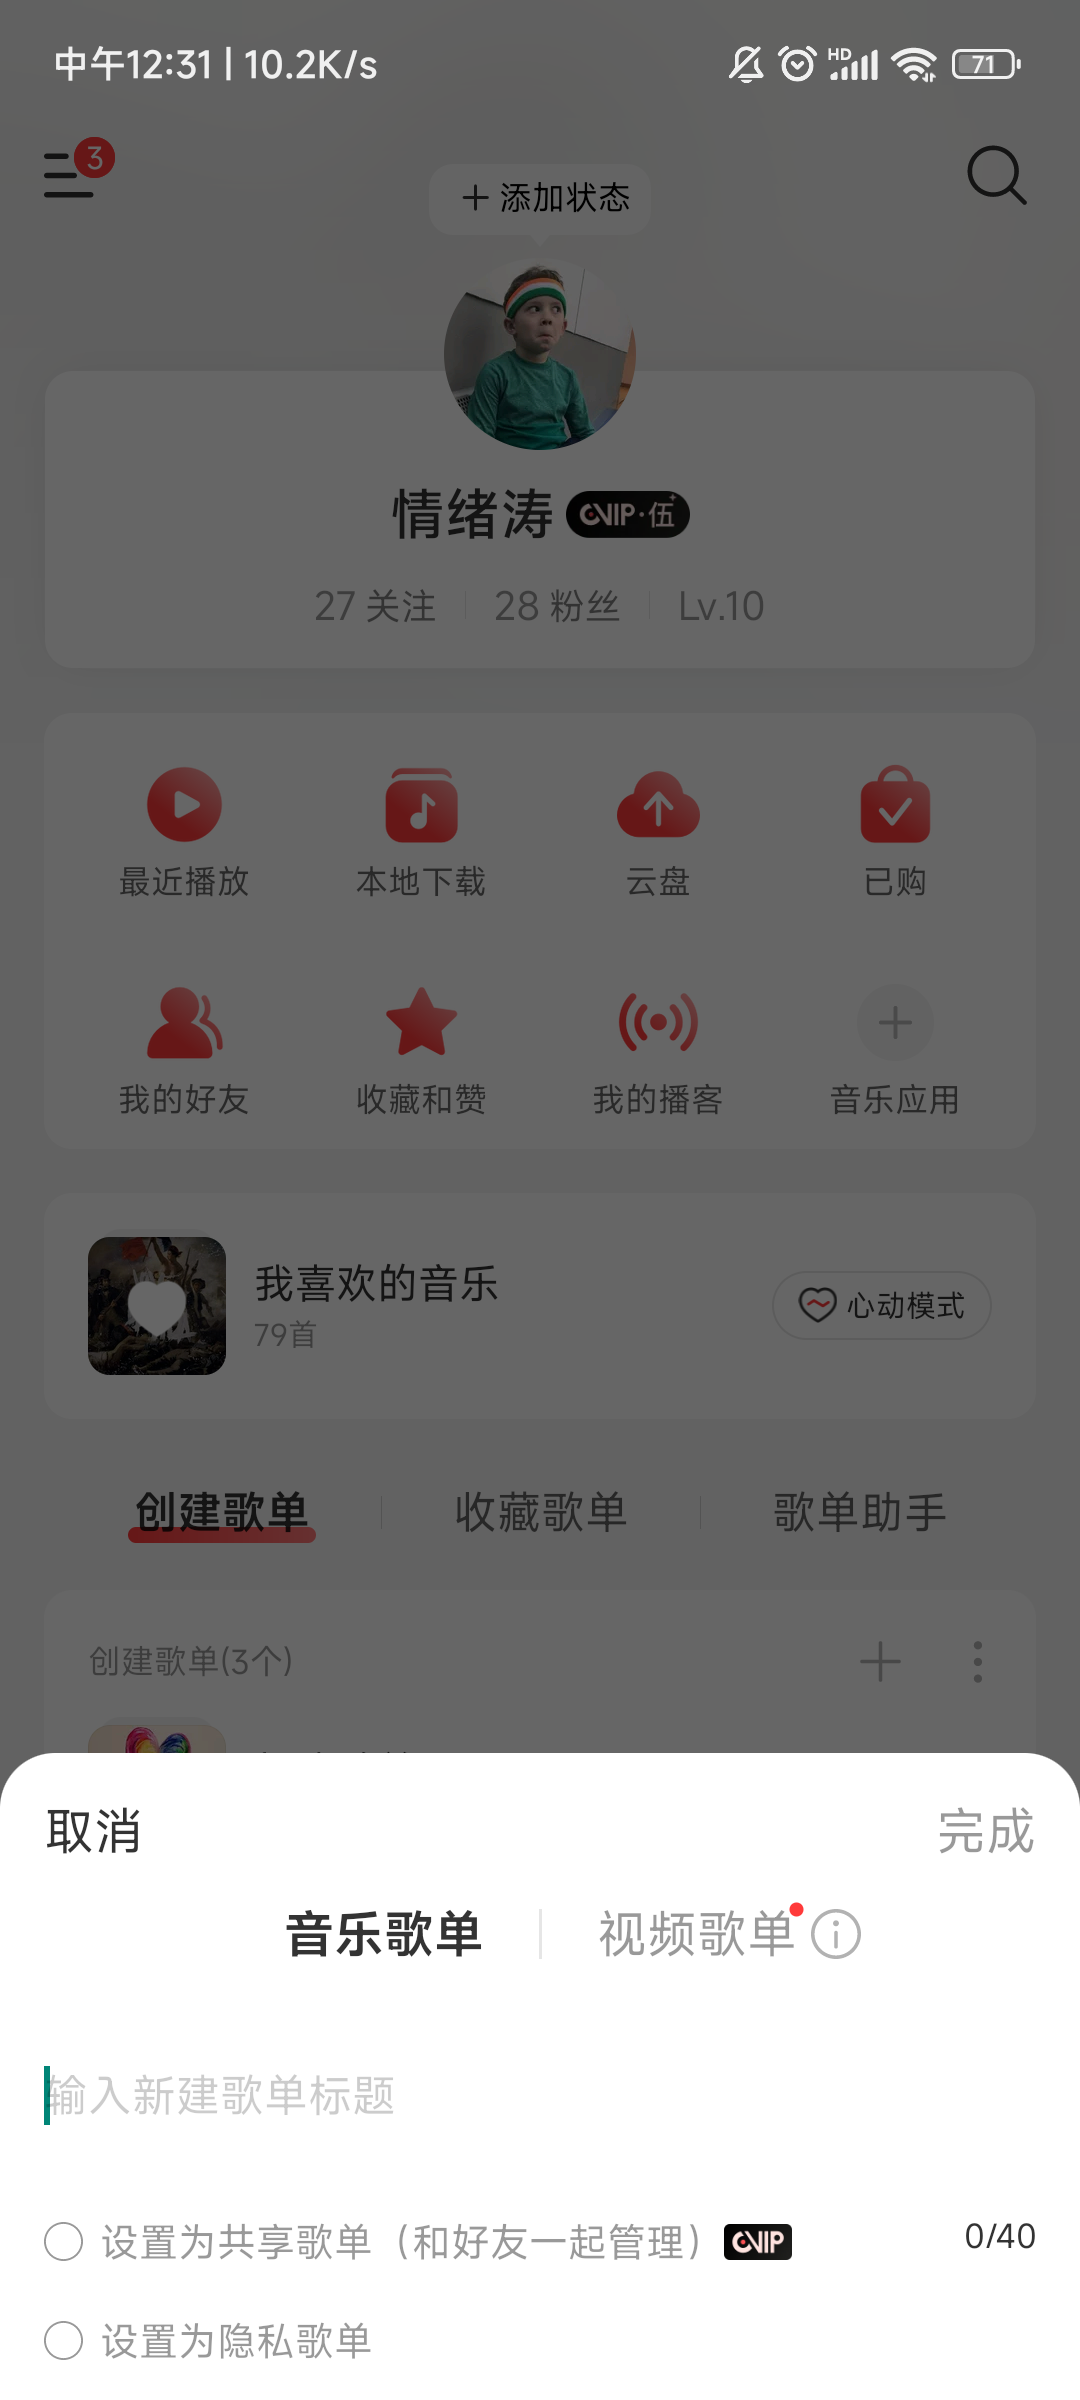 中午12:31 | 10.2K/s
HD
71
3
+ 添加状态
情绪涛 VIP·伍
27 关注 28 粉丝 Lv.10
最近播放 本地下载 云盘 已购
我的好友 收藏和赞 我的播客 音乐应用
我喜欢的音乐
79首
心动模式
创建歌单 收藏歌单 歌单助手
创建歌单(3个)
取消 完成
音乐歌单 视频歌单
输入新建歌单标题
设置为共享歌单（和好友一起管理） VIP 0/40
设置为隐私歌单